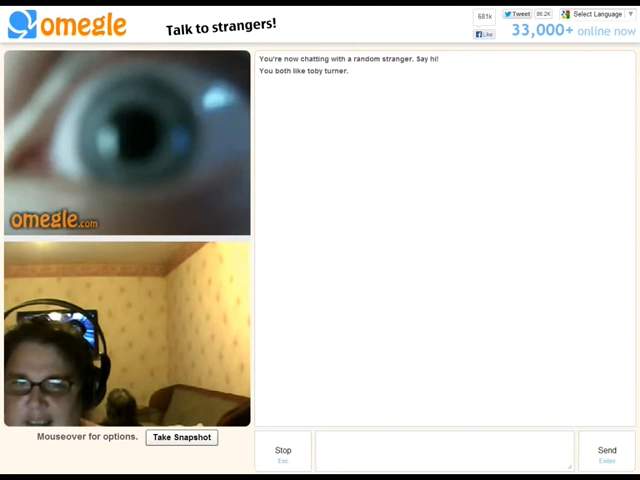 omegle
Talk to strangers!
681k
Like
Tweet
86.2K
Select Language
33,000+ online now
You're now chatting with a random stranger. Say hi!
You both like toby turner.
omegle.com
Mouseover for options.
Take Snapshot
Stop
Esc
Send
Enter